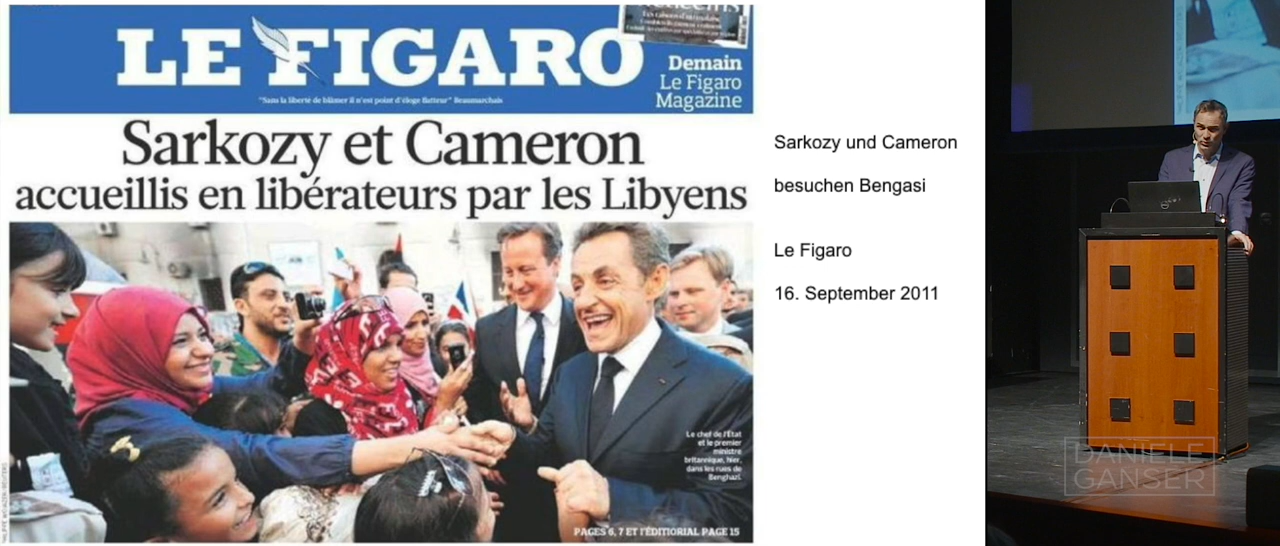 LE FIGARO
"Sans la liberté de blâmer il n'est point d'éloge flatteur" Beaumarchais
Demain
Le Figaro
Magazine
Sarkozy et Cameron
accueillis en libérateurs par les Libyens
Le chef de l'État
et le premier
ministre
britannique, hier,
dans les rues de
Benghazi.
PAGES 6, 7 ET l'ÉDITIORIAL PAGE 15
Sarkozy und Cameron
besuchen Bengasi
Le Figaro
16. September 2011
DANIELE
GANSER